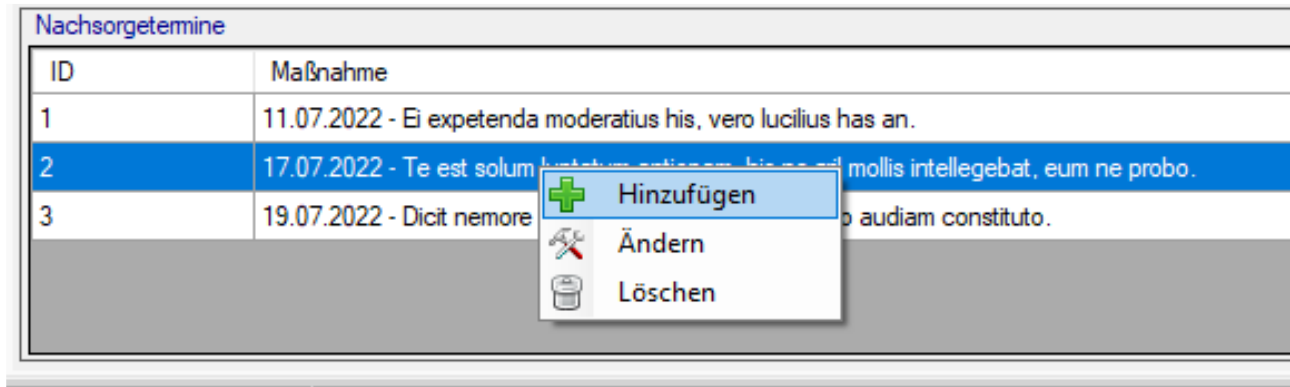 Nachsorgetermine
ID Maßnahme
1 11.07.2022 - Ei expetenda moderatius his, vero lucilius has an.
2 17.07.2022 - Te est solum mollis intellegebat, eum ne probo.
Hinzufügen
3 19.07.2022 - Dicit nemore audiam constituto.
Ändern
Löschen